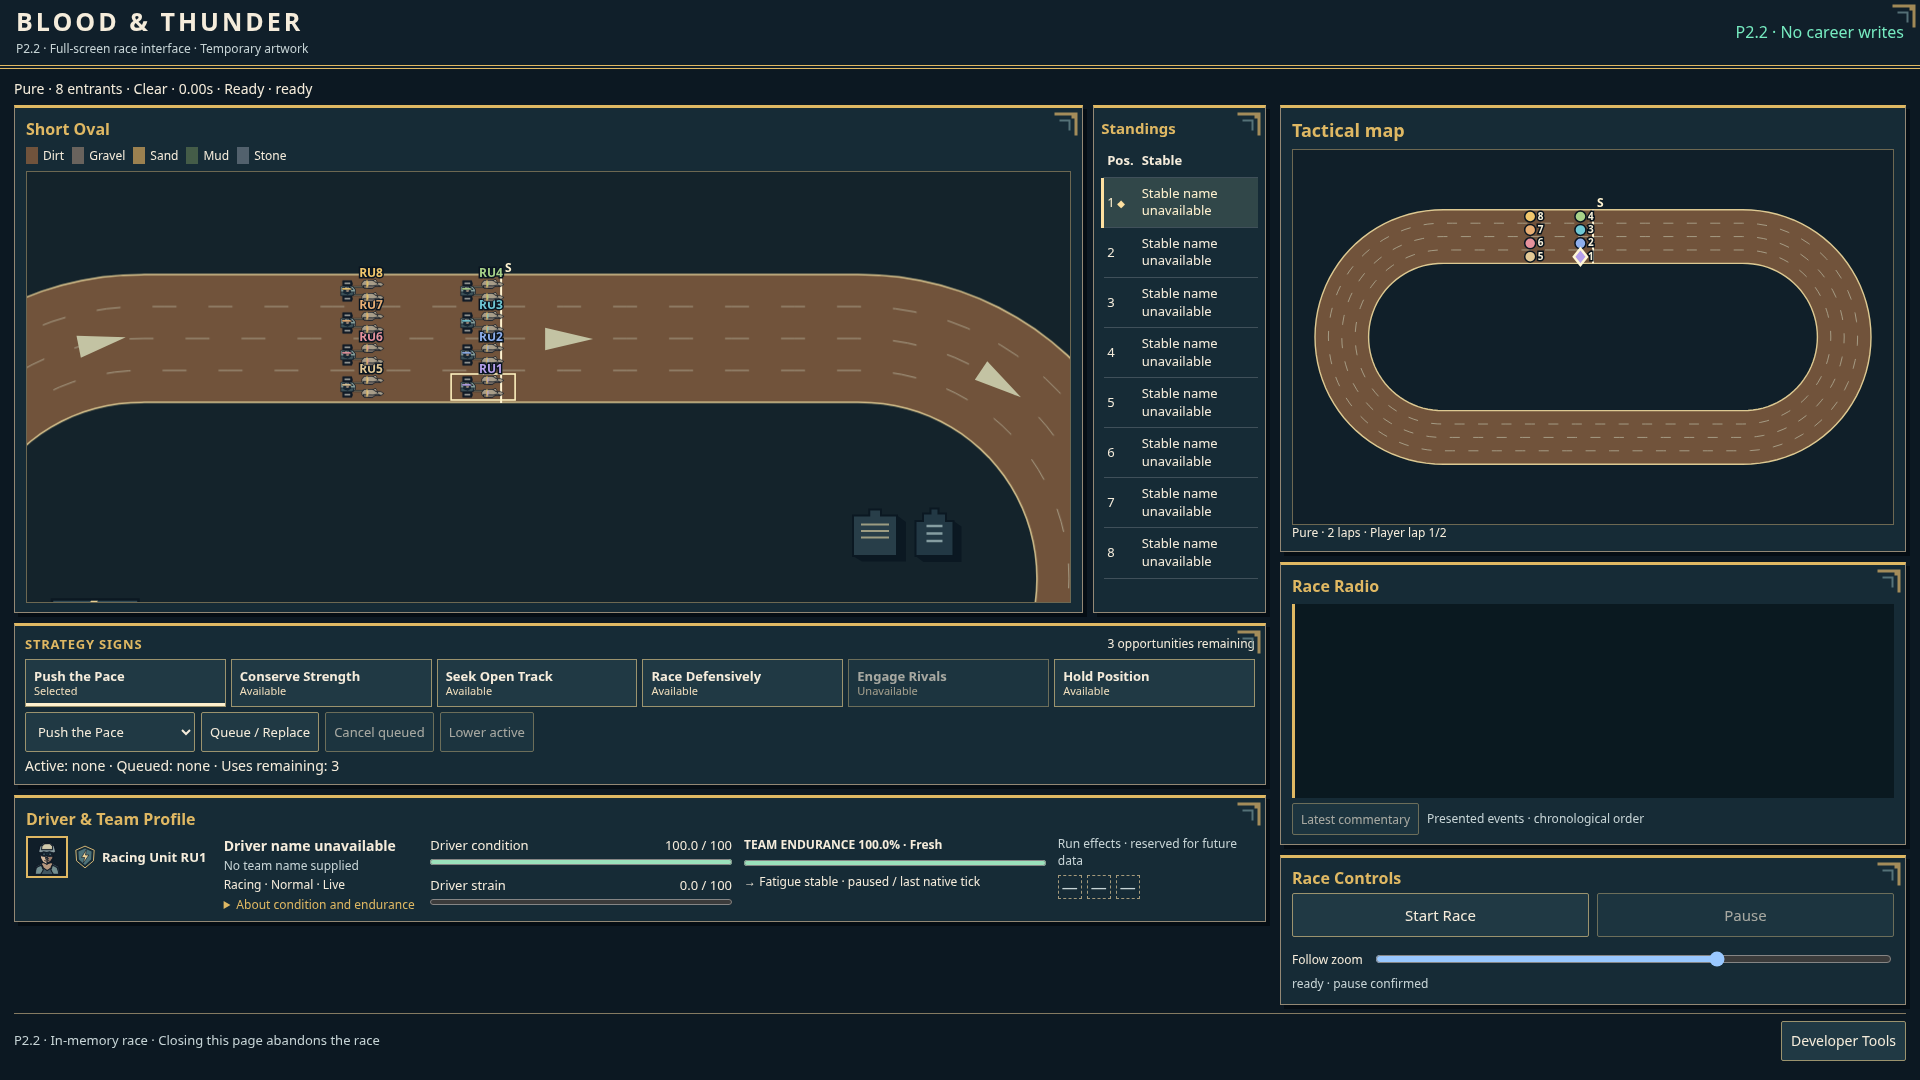 BLOOD & THUNDER
P2.2 · Full-screen race interface · Temporary artwork
P2.2 · No career writes
Pure · 8 entrants · Clear · 0.00s · Ready · ready
Short Oval
Dirt
Gravel
Sand
Mud
Stone
RU8
RU4
S
RU7
RU3
RU6
RU2
RU5
RU1
Standings
Pos. Stable
1 ◆ Stable name
unavailable
2 Stable name
unavailable
3 Stable name
unavailable
4 Stable name
unavailable
5 Stable name
unavailable
6 Stable name
unavailable
7 Stable name
unavailable
8 Stable name
unavailable
Tactical map
S
8 4
7 3
6 2
5 1
Pure · 2 laps · Player lap 1/2
STRATEGY SIGNS
3 opportunities remaining
Push the Pace
Selected
Conserve Strength
Available
Seek Open Track
Available
Race Defensively
Available
Engage Rivals
Unavailable
Hold Position
Available
Push the Pace
Queue / Replace
Cancel queued
Lower active
Active: none · Queued: none · Uses remaining: 3
Driver & Team Profile
Racing Unit RU1
Driver name unavailable
No team name supplied
Racing · Normal · Live
▶ About condition and endurance
Driver condition 100.0 / 100
Driver strain 0.0 / 100
TEAM ENDURANCE 100.0% · Fresh
→ Fatigue stable · paused / last native tick
Run effects · reserved for future
data
— — —
Race Radio
Latest commentary
Presented events · chronological order
Race Controls
Start Race
Pause
Follow zoom
ready · pause confirmed
P2.2 · In-memory race · Closing this page abandons the race
Developer Tools